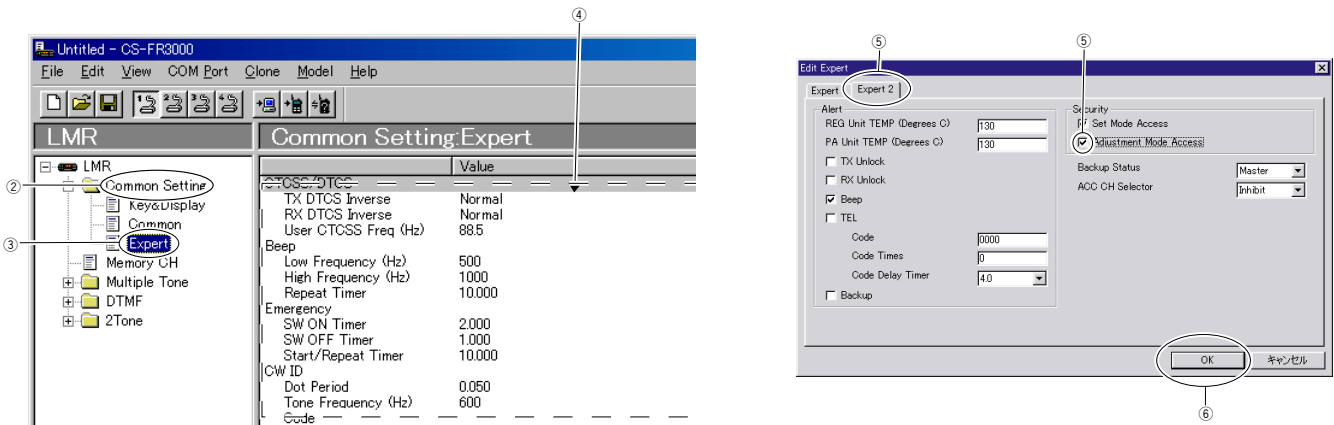 ④
Untitled - CS-FR3000
File Edit View COM Port Clone Model Help
LMR
Common Setting:Expert
LMR
② Common Setting
Key&Display
Common
③ Expert
Memory CH
Multiple Tone
DTMF
2Tone
Value
CTCSS/DTCS
TX DTCS Inverse Normal
RX DTCS Inverse Normal
User CTCSS Freq (Hz) 88.5
Beep
Low Frequency (Hz) 500
High Frequency (Hz) 1000
Repeat Timer 10.000
Emergency
SW ON Timer 2.000
SW OFF Timer 1.000
Start/Repeat Timer 10.000
CW ID
Dot Period 0.050
Tone Frequency (Hz) 600
Code
⑤ ⑤
Edit Expert
Expert Expert 2
Alert
REG Unit TEMP (Degrees C) 130
PA Unit TEMP (Degrees C) 130
TX Unlock
RX Unlock
Beep
TEL
Code 0000
Code Times 0
Code Delay Timer 4.0
Backup
Security
Set Mode Access
Adjustment Mode Access
Backup Status Master
ACC CH Selector Inhibit
OK キャンセル
⑥